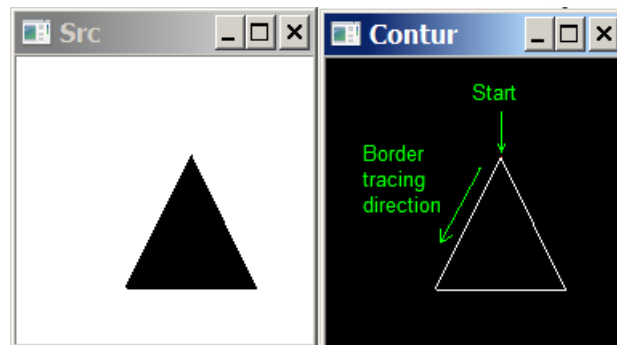 Src
Contur
Start
Border
tracing
direction